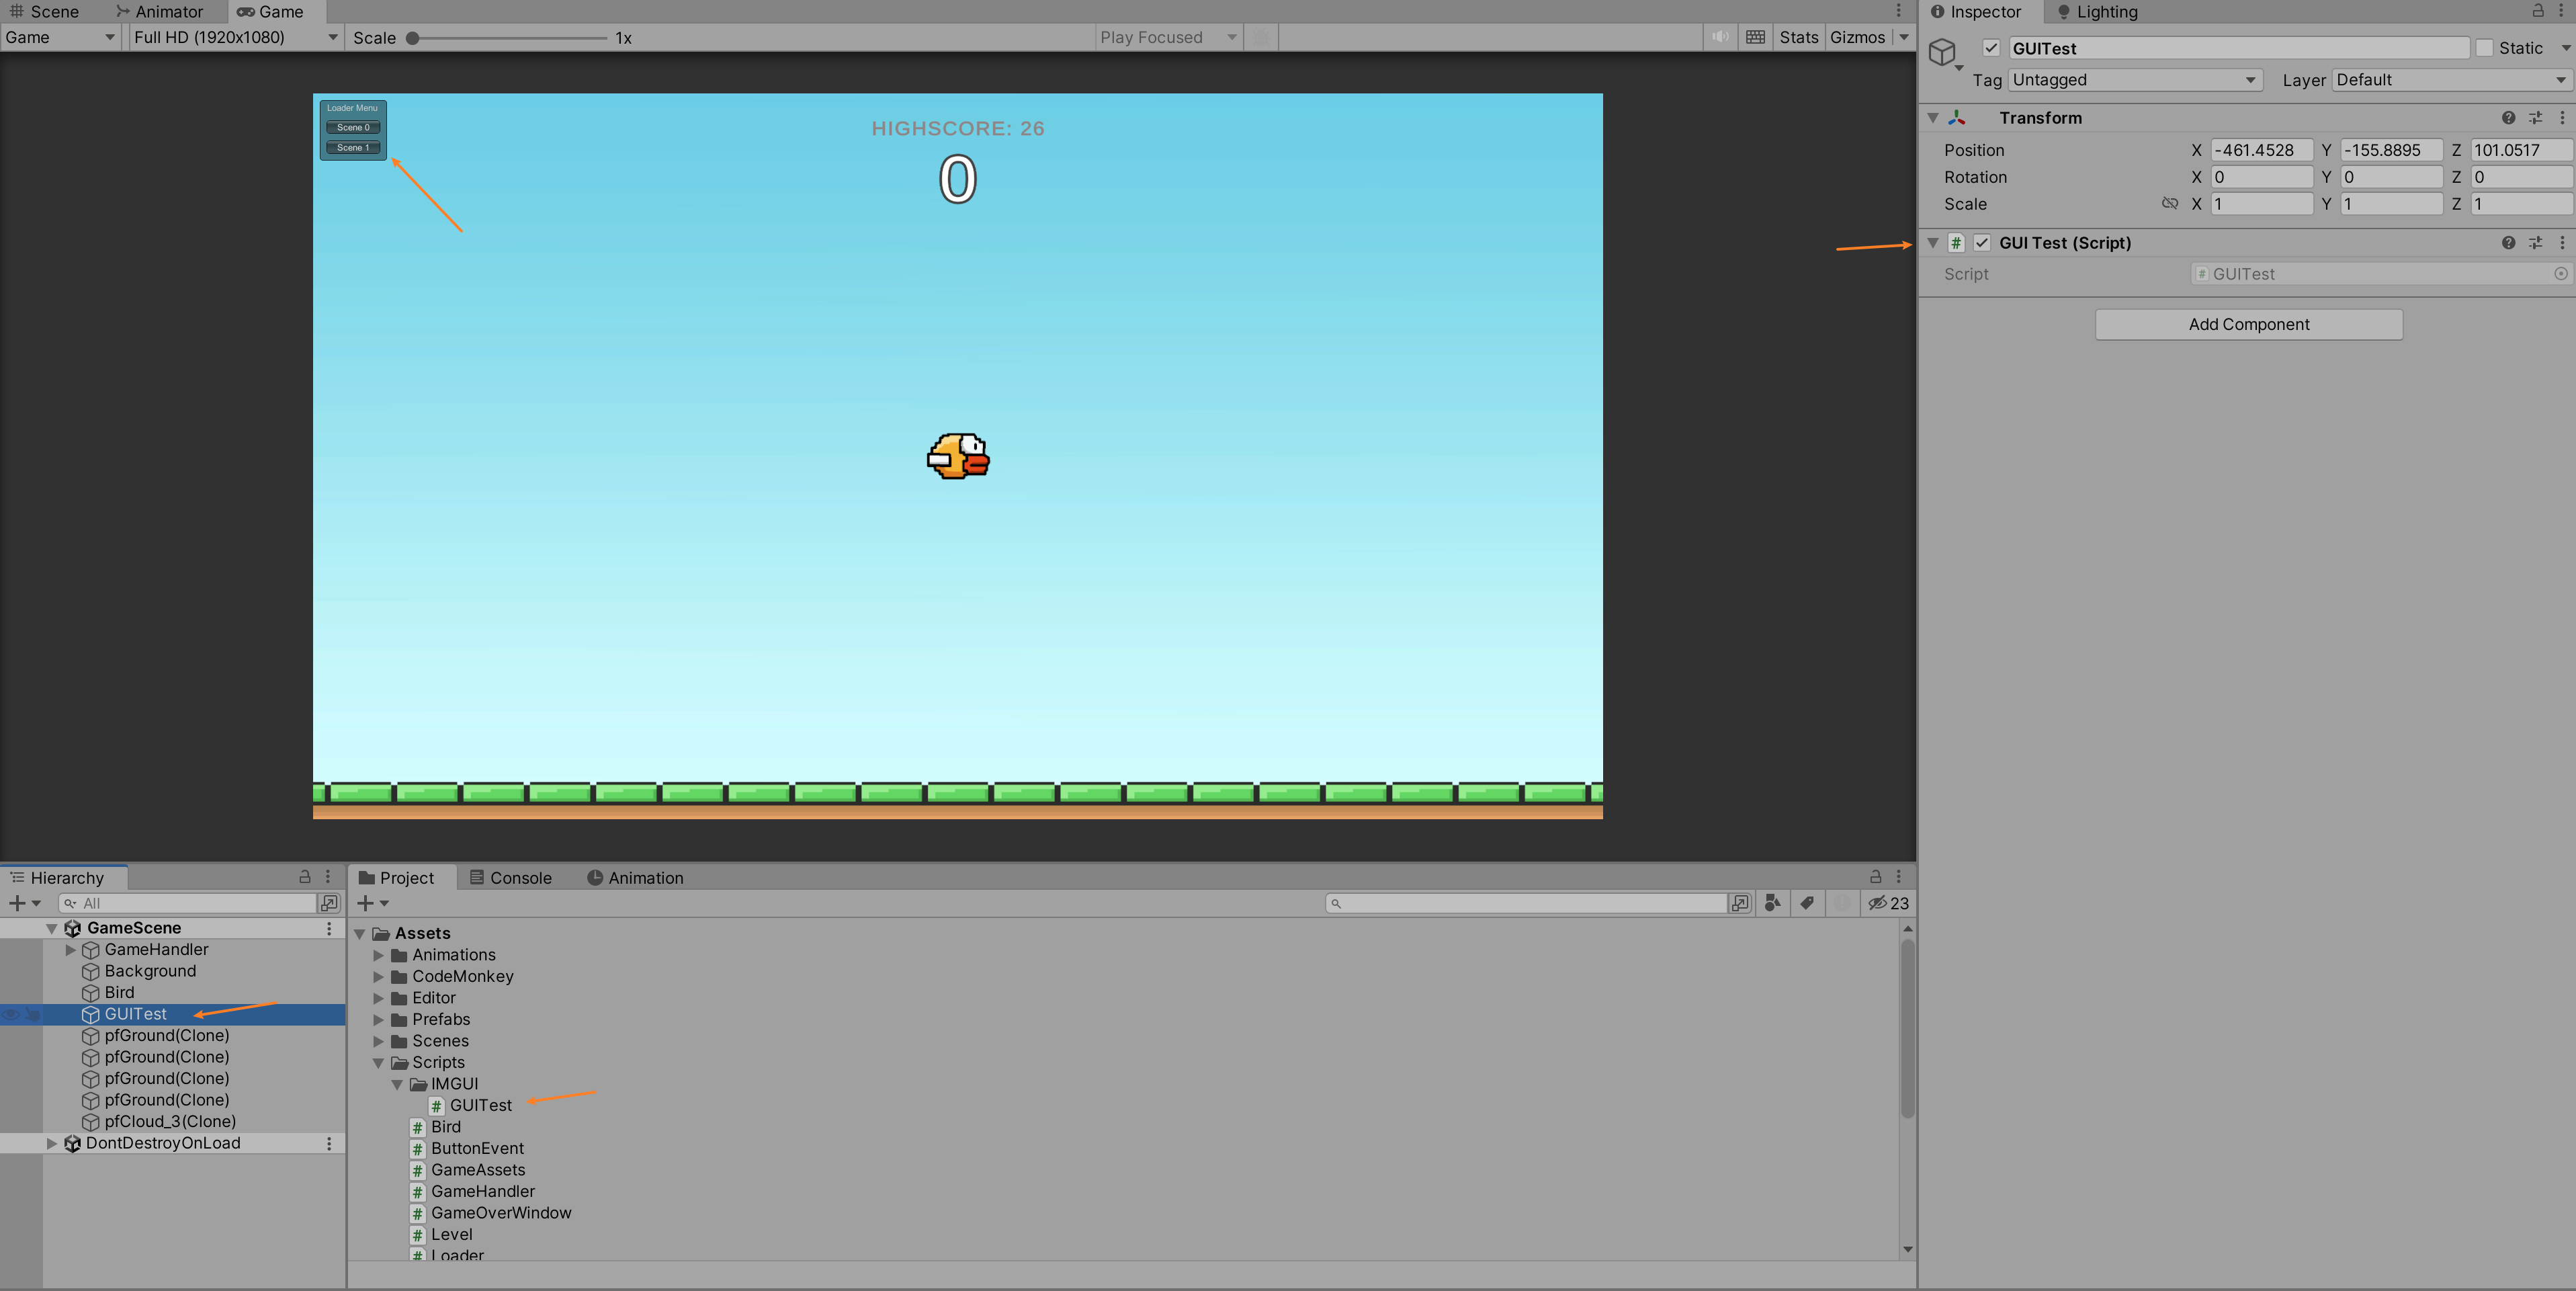 Scene Animator Game
Game Full HD (1920x1080) Scale 1x Play Focused Stats Gizmos
Loader Menu
Scene 0
Scene 1
HIGHSCORE: 26
0
Inspector Lighting
GUITest Static
Tag Untagged Layer Default
Transform
Position X -461.4528 Y -155.8895 Z 101.0517
Rotation X 0 Y 0 Z 0
Scale X 1 Y 1 Z 1
# GUI Test (Script)
Script # GUITest
Add Component
Hierarchy
All
GameScene
GameHandler
Background
Bird
GUITest
pfGround(Clone)
pfGround(Clone)
pfGround(Clone)
pfGround(Clone)
pfCloud_3(Clone)
DontDestroyOnLoad
Project Console Animation
23
Assets
Animations
CodeMonkey
Editor
Prefabs
Scenes
Scripts
IMGUI
# GUITest
# Bird
# ButtonEvent
# GameAssets
# GameHandler
# GameOverWindow
# Level
# Loader